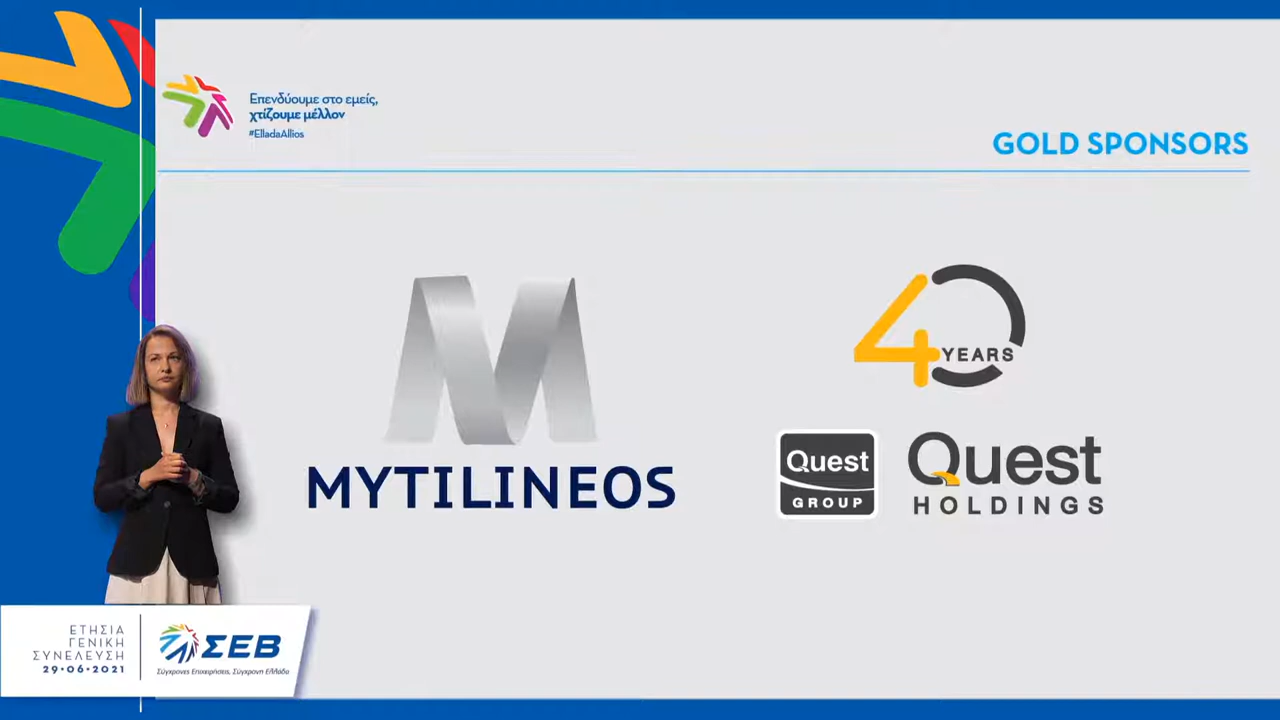 Επενδύουμε στο εμείς,
χτίζουμε μέλλον
#ElladaAllios
GOLD SPONSORS
MYTILINEOS
40
YEARS
Quest
GROUP
Quest
HOLDINGS
ΕΤΗΣΙΑ
ΓΕΝΙΚΗ
ΣΥΝΕΛΕΥΣΗ
29•06•2021
ΣΕΒ
Σύγχρονες Επιχειρήσεις, Σύγχρονη Ελλάδα